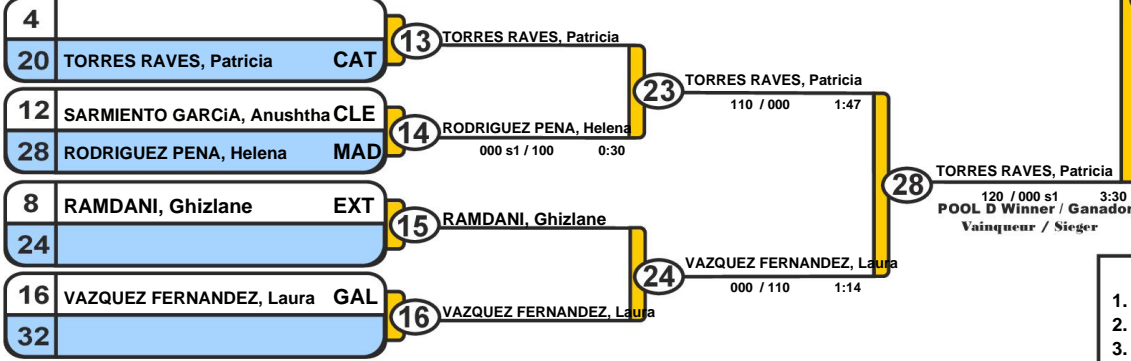 4
20 TORRES RAVES, Patricia CAT
13 TORRES RAVES, Patricia
12 SARMIENTO GARCiA, Anushtha CLE
28 RODRIGUEZ PENA, Helena MAD
14 RODRIGUEZ PENA, Helena
000 s1 / 100 0:30
23 TORRES RAVES, Patricia
110 / 000 1:47
8 RAMDANI, Ghizlane EXT
24
15 RAMDANI, Ghizlane
16 VAZQUEZ FERNANDEZ, Laura GAL
32
16 VAZQUEZ FERNANDEZ, Laura
24 VAZQUEZ FERNANDEZ, Laura
000 / 110 1:14
28 TORRES RAVES, Patricia
120 / 000 s1 3:30
POOL D Winner / Ganador
Vainqueur / Sieger
1.
2.
3.